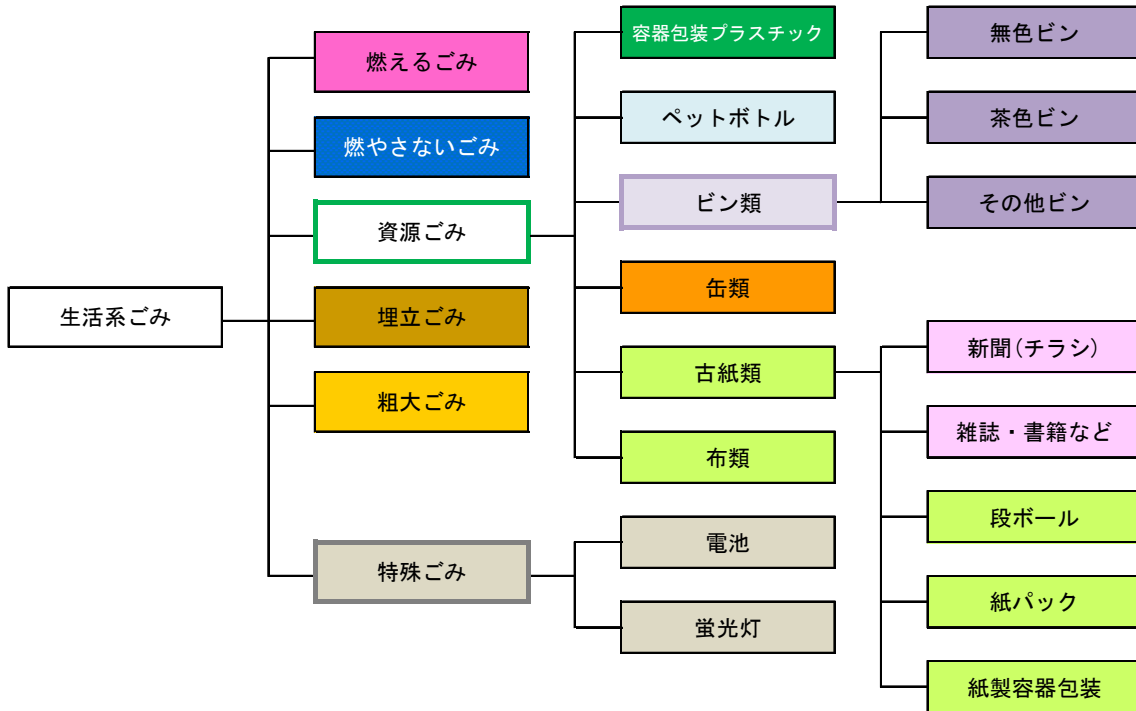 生活系ごみ
燃えるごみ
燃やさないごみ
資源ごみ
埋立ごみ
粗大ごみ
特殊ごみ
容器包装プラスチック
ペットボトル
ビン類
缶類
古紙類
布類
電池
蛍光灯
無色ビン
茶色ビン
その他ビン
新聞(チラシ)
雑誌・書籍など
段ボール
紙パック
紙製容器包装